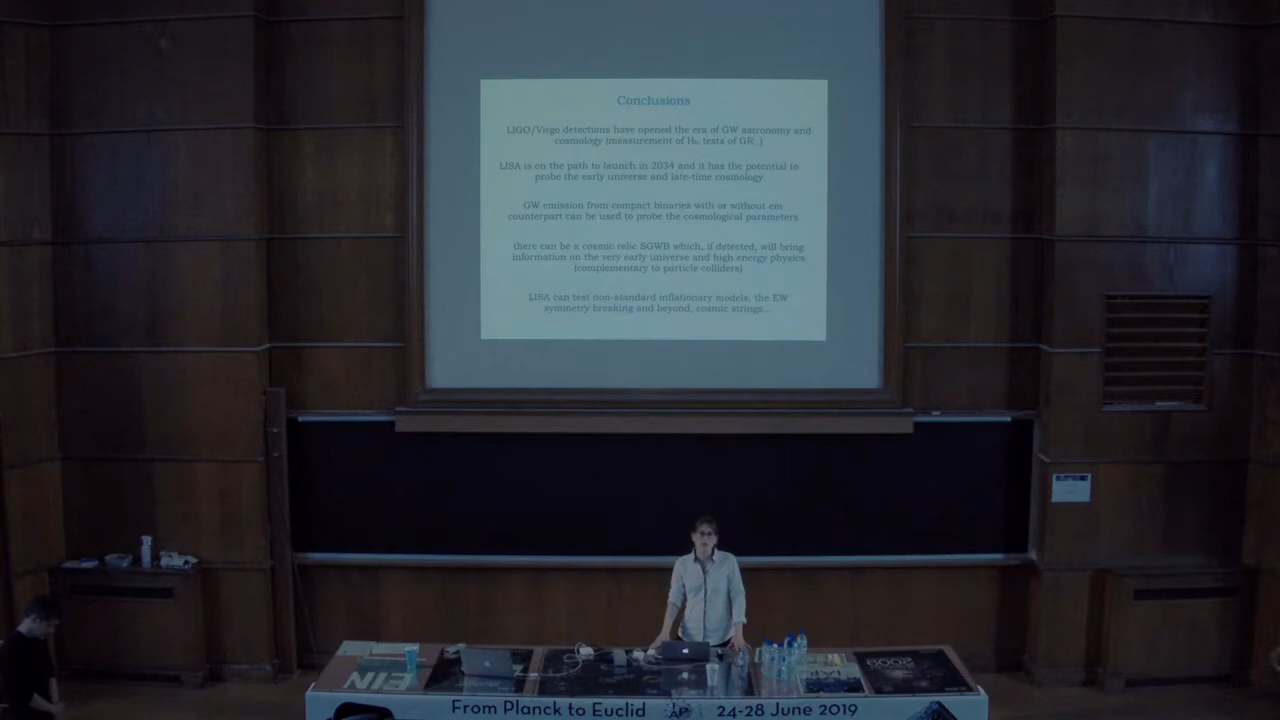 Conclusions
LIGO/Virgo detections have opened the era of GW astronomy and
cosmology (measurement of H₀, tests of GR..)
LISA is on the path to launch in 2034 and it has the potential to
probe the early universe and late-time cosmology
GW emission from compact binaries with or without em
counterpart can be used to probe the cosmological parameters
there can be a cosmic relic SGWB which, if detected, will bring
information on the very early universe and high energy physics
(complementary to particle colliders)
LISA can test non-standard inflationary models, the EW
symmetry breaking and beyond, cosmic strings...
EIN
IAP
2009
From Planck to Euclid
24-28 June 2019